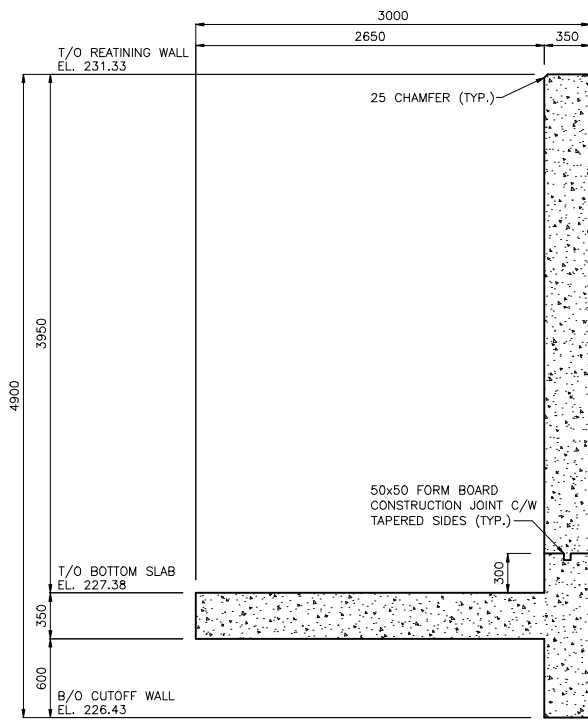 3000
2650
350
T/O REATINING WALL
EL. 231.33
25 CHAMFER (TYP.)
3950
4900
50x50 FORM BOARD
CONSTRUCTION JOINT C/W
TAPERED SIDES (TYP.)
300
T/O BOTTOM SLAB
EL. 227.38
350
600
B/O CUTOFF WALL
EL. 226.43